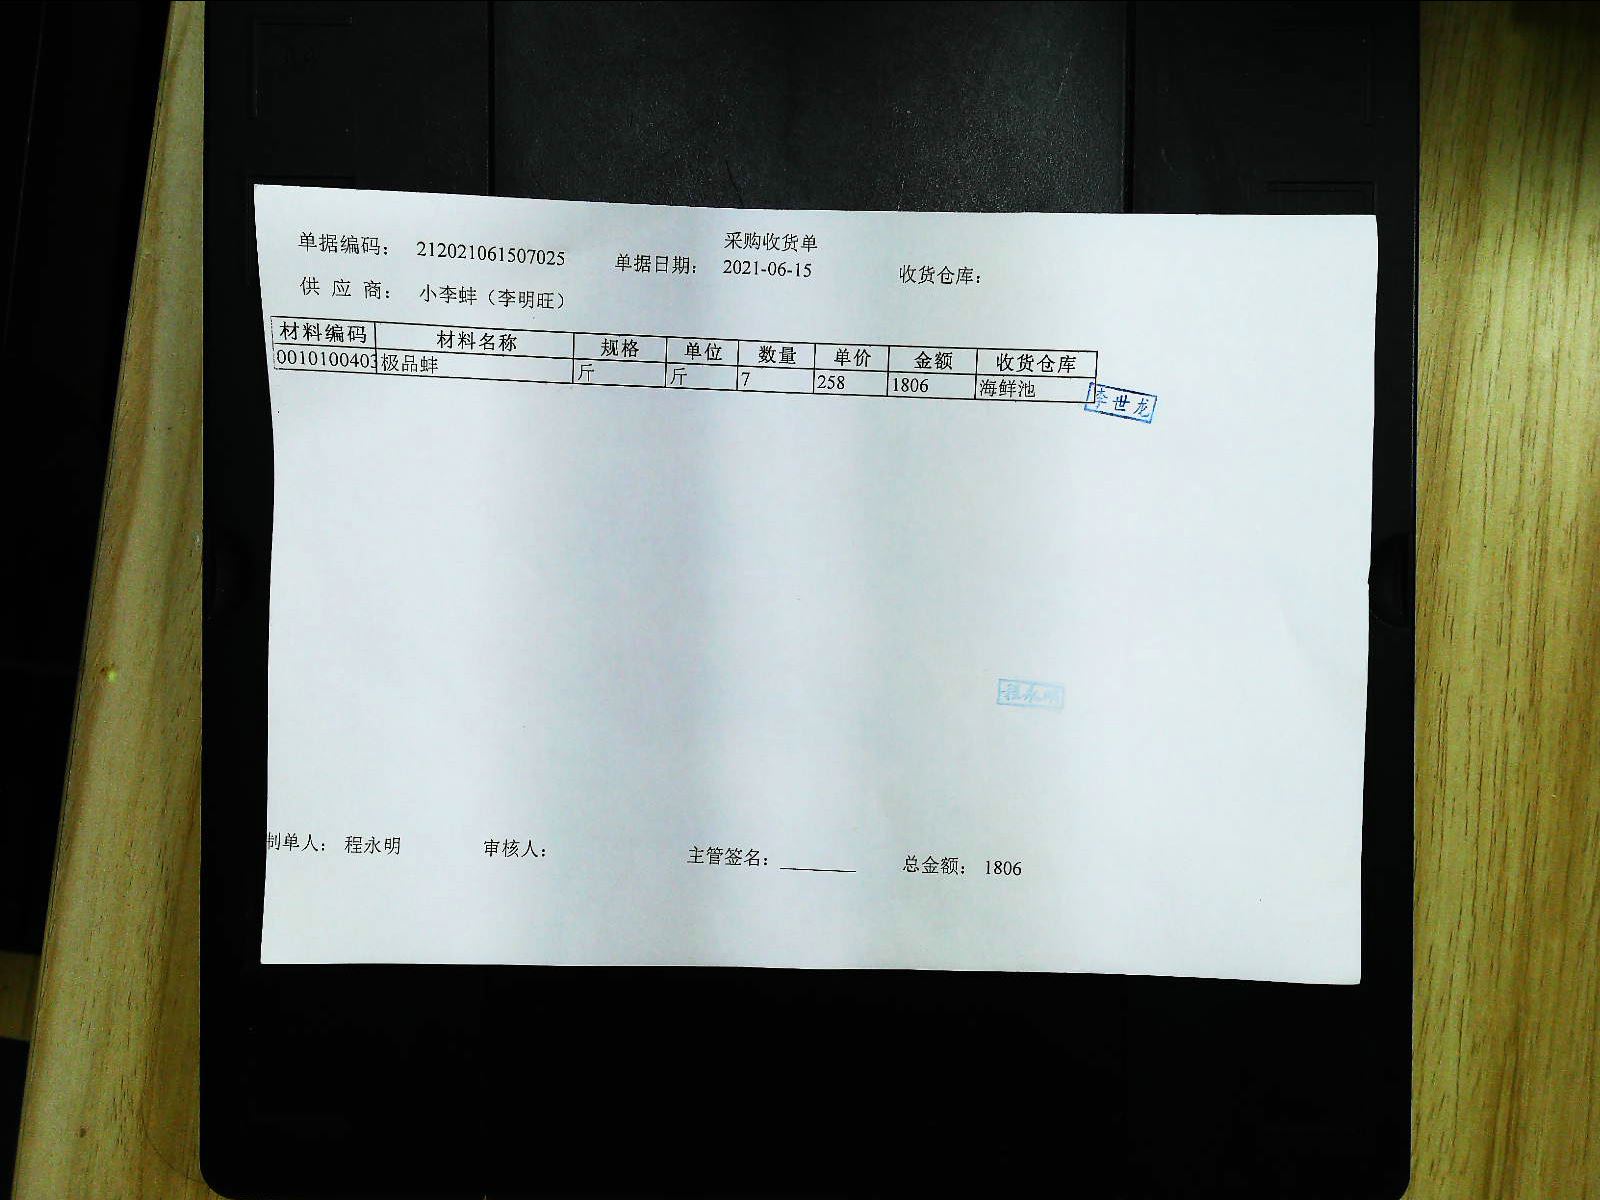 采购收货单
单据编码： 212021061507025 单据日期： 2021-06-15 收货仓库：
供 应 商： 小李蚌（李明旺）
材料编码 材料名称 规格 单位 数量 单价 金额 收货仓库
0010100403 极品蚌 斤 斤 7 258 1806 海鲜池
李世龙
程永明
制单人： 程永明 审核人： 主管签名： ________ 总金额： 1806